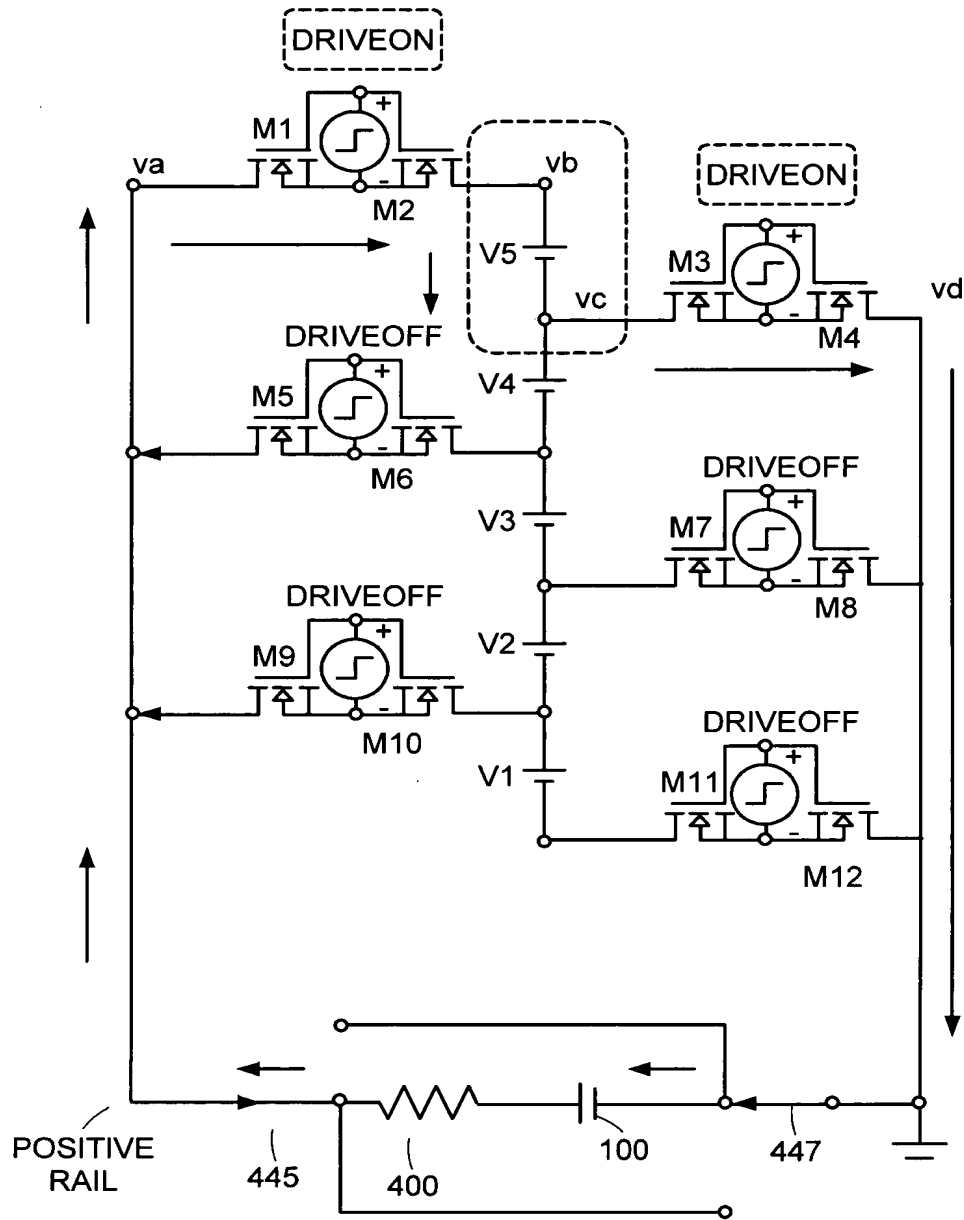 DRIVEON
M1
+
va
-
M2
vb
DRIVEON
V5
M3
+
vd
vc
-
M4
DRIVEOFF
V4
M5
+
-
M6
DRIVEOFF
V3
M7
+
DRIVEOFF
-
M8
M9
+
V2
-
M10
DRIVEOFF
V1
M11
+
-
M12
POSITIVE
RAIL
445
400
100
447